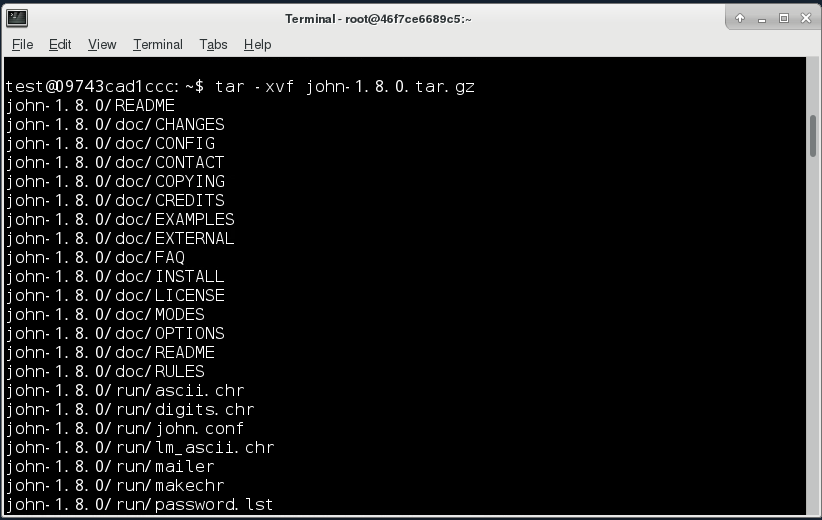 Terminal - root@46f7ce6689c5:~
File Edit View Terminal Tabs Help
test@09743cad1ccc:~$ tar -xvf john-1.8.0.tar.gz
john-1.8.0/README
john-1.8.0/doc/CHANGES
john-1.8.0/doc/CONFIG
john-1.8.0/doc/CONTACT
john-1.8.0/doc/COPYING
john-1.8.0/doc/CREDITS
john-1.8.0/doc/EXAMPLES
john-1.8.0/doc/EXTERNAL
john-1.8.0/doc/FAQ
john-1.8.0/doc/INSTALL
john-1.8.0/doc/LICENSE
john-1.8.0/doc/MODES
john-1.8.0/doc/OPTIONS
john-1.8.0/doc/README
john-1.8.0/doc/RULES
john-1.8.0/run/ascii.chr
john-1.8.0/run/digits.chr
john-1.8.0/run/john.conf
john-1.8.0/run/lm_ascii.chr
john-1.8.0/run/mailer
john-1.8.0/run/makechr
john-1.8.0/run/password.lst